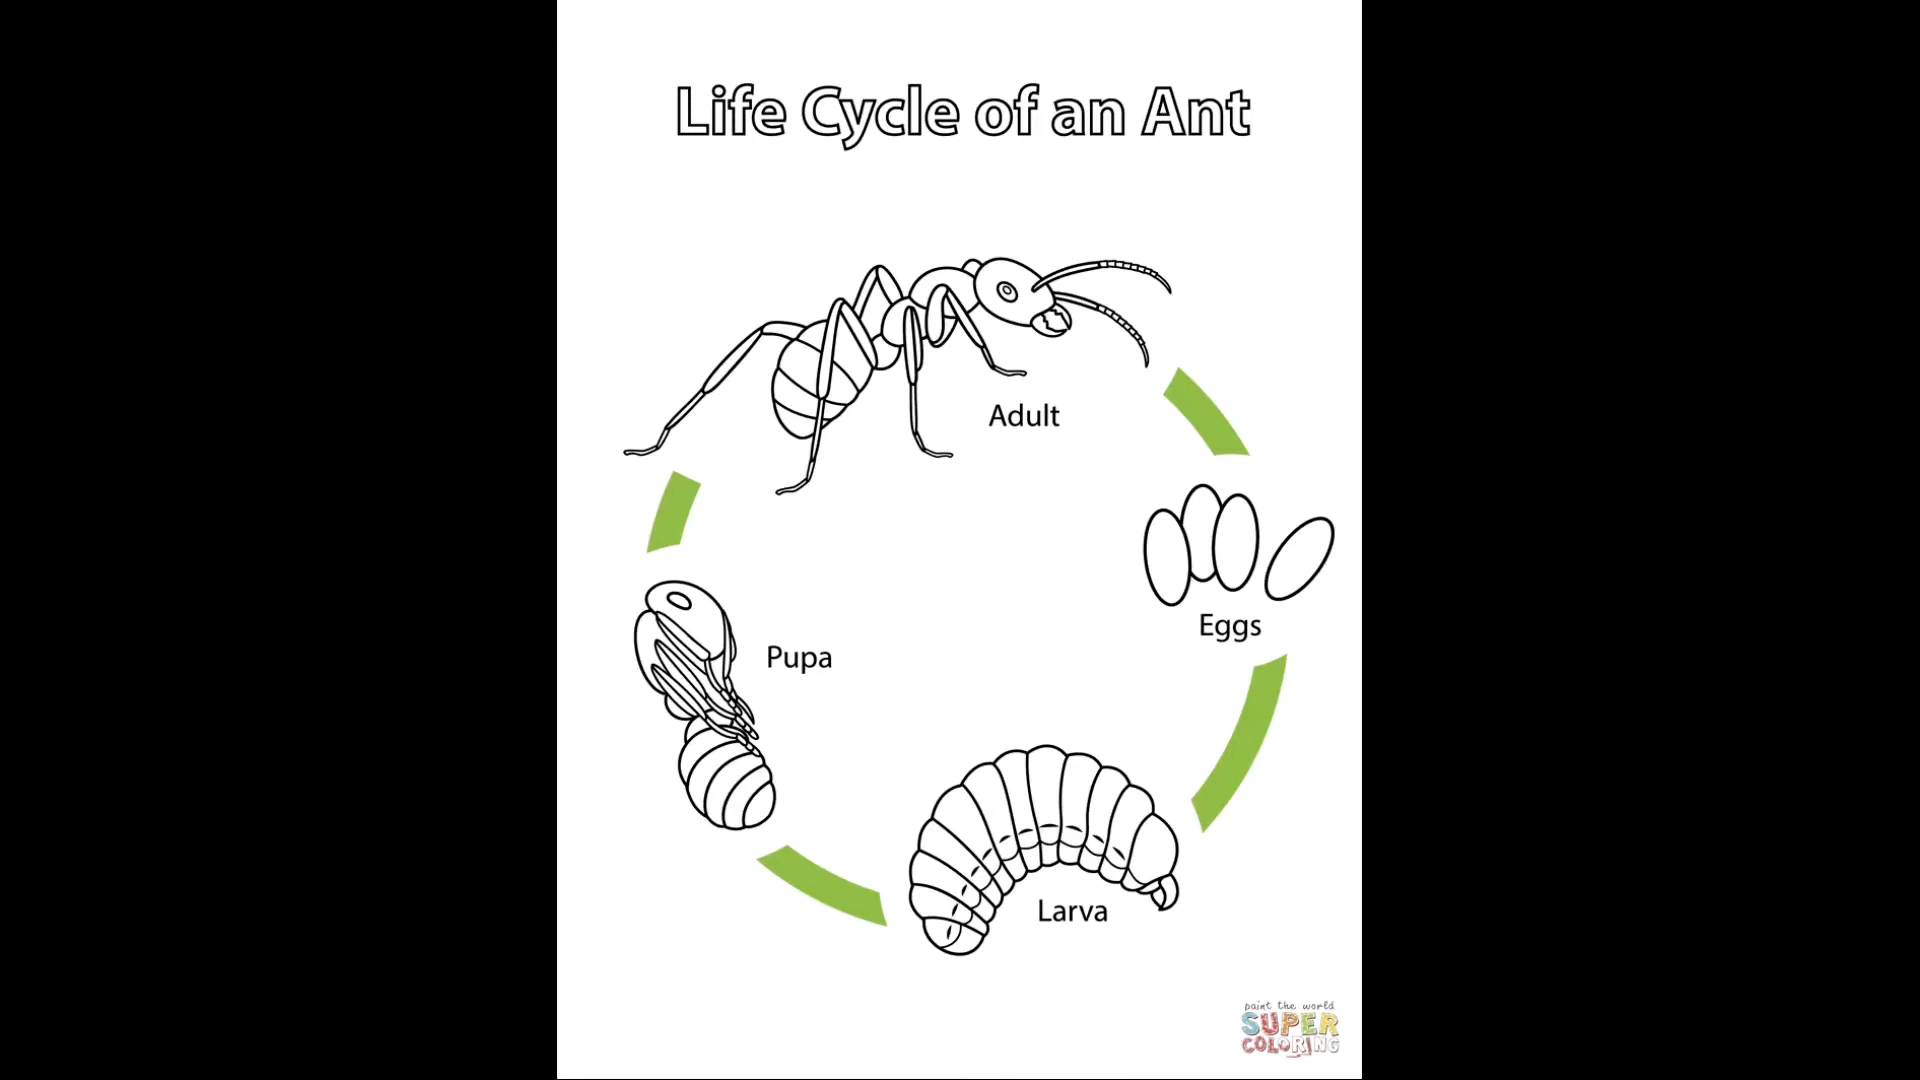 Life Cycle of an Ant
Adult
Eggs
Pupa
Larva
paint the world
SUPER
COLORING